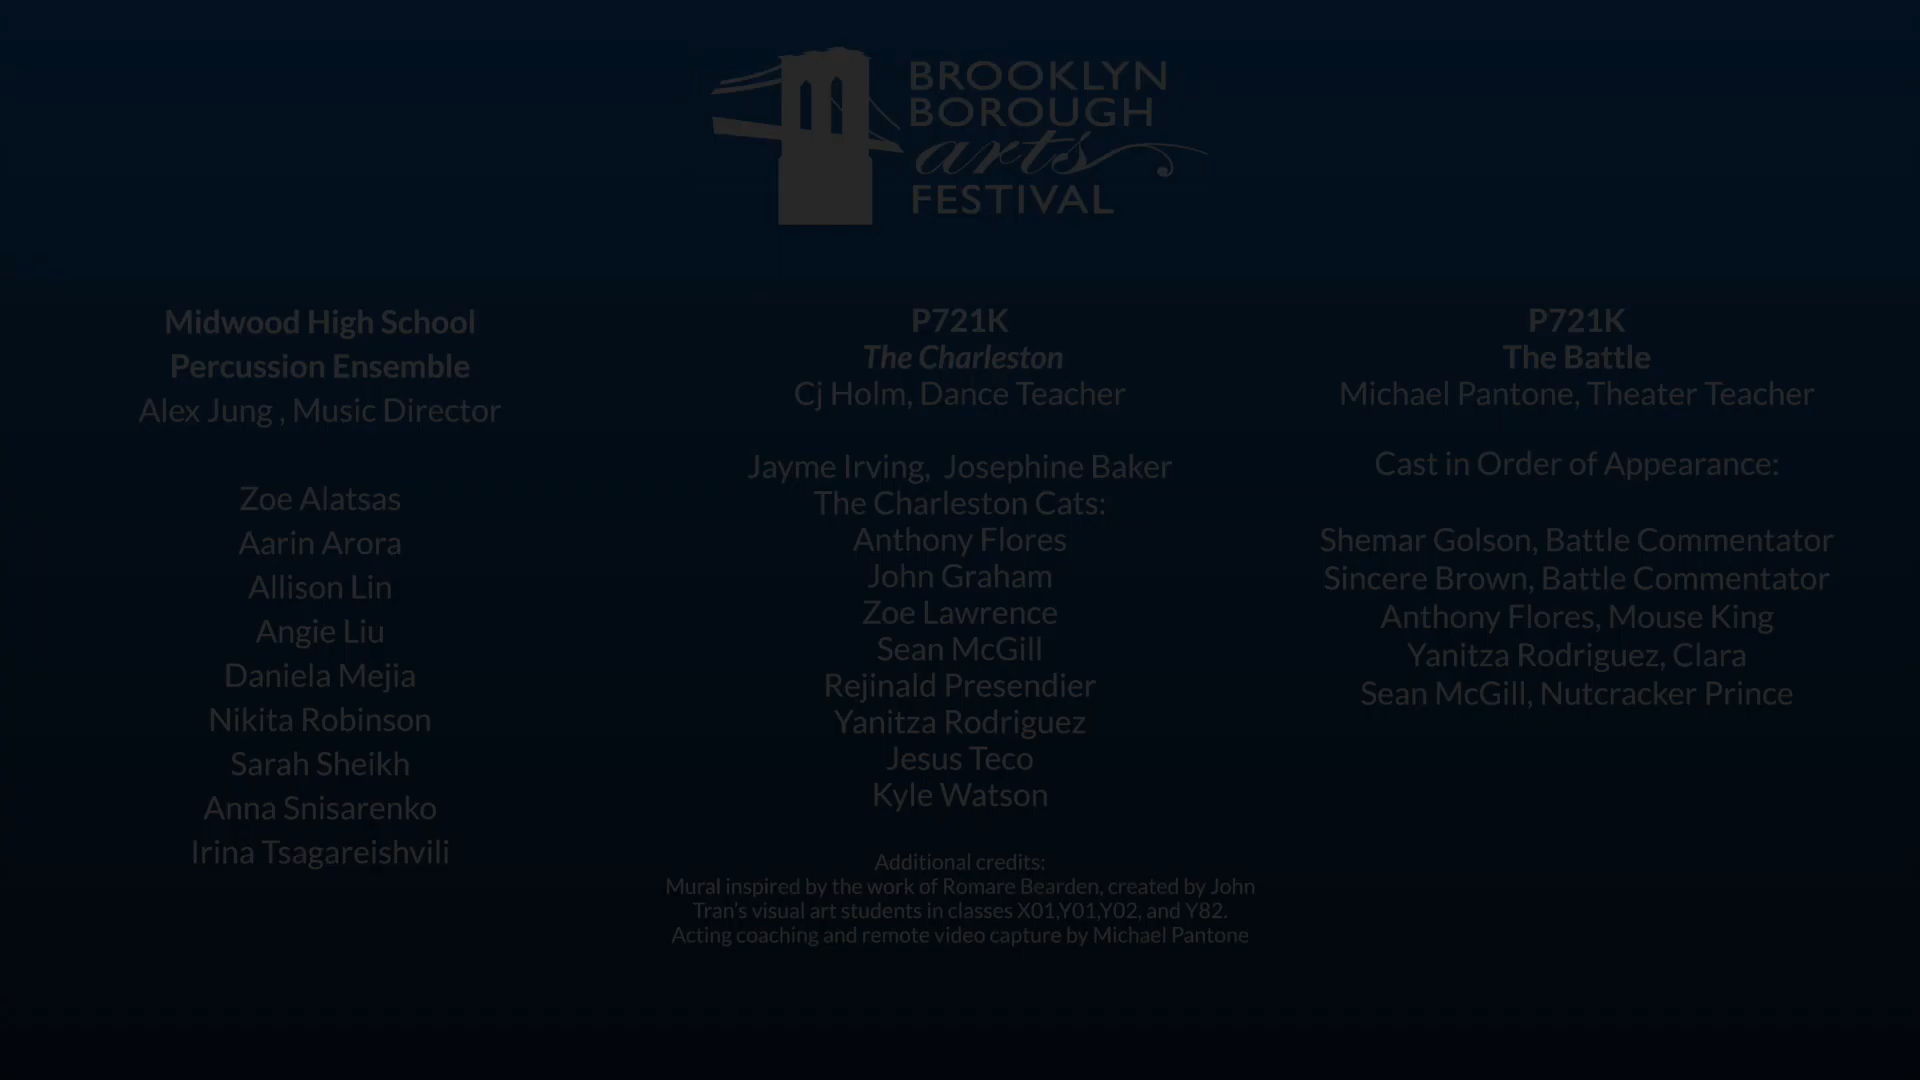 BROOKLYN
BOROUGH
arts
FESTIVAL
Midwood High School
Percussion Ensemble
Alex Jung , Music Director
Zoe Alatsas
Aarin Arora
Allison Lin
Angie Liu
Daniela Mejia
Nikita Robinson
Sarah Sheikh
Anna Snisarenko
Irina Tsagareishvili
P721K
The Charleston
Cj Holm, Dance Teacher
Jayme Irving,  Josephine Baker
The Charleston Cats:
Anthony Flores
John Graham
Zoe Lawrence
Sean McGill
Rejinald Presendier
Yanitza Rodriguez
Jesus Teco
Kyle Watson
Additional credits:
Mural inspired by the work of Romare Bearden, created by John
Tran’s visual art students in classes X01,Y01,Y02, and Y82.
Acting coaching and remote video capture by Michael Pantone
P721K
The Battle
Michael Pantone, Theater Teacher
Cast in Order of Appearance:
Shemar Golson, Battle Commentator
Sincere Brown, Battle Commentator
Anthony Flores, Mouse King
Yanitza Rodriguez, Clara
Sean McGill, Nutcracker Prince